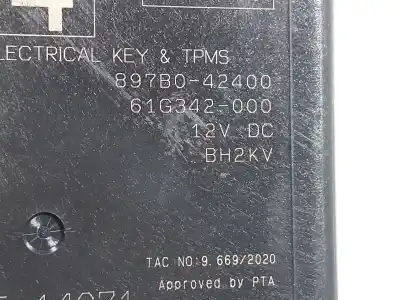 ELECTRICAL KEY & TPMS
897B0-42400
61G342-000
12V DC
BH2KV
TAC NO: 9. 669/2020
Approved by PTA